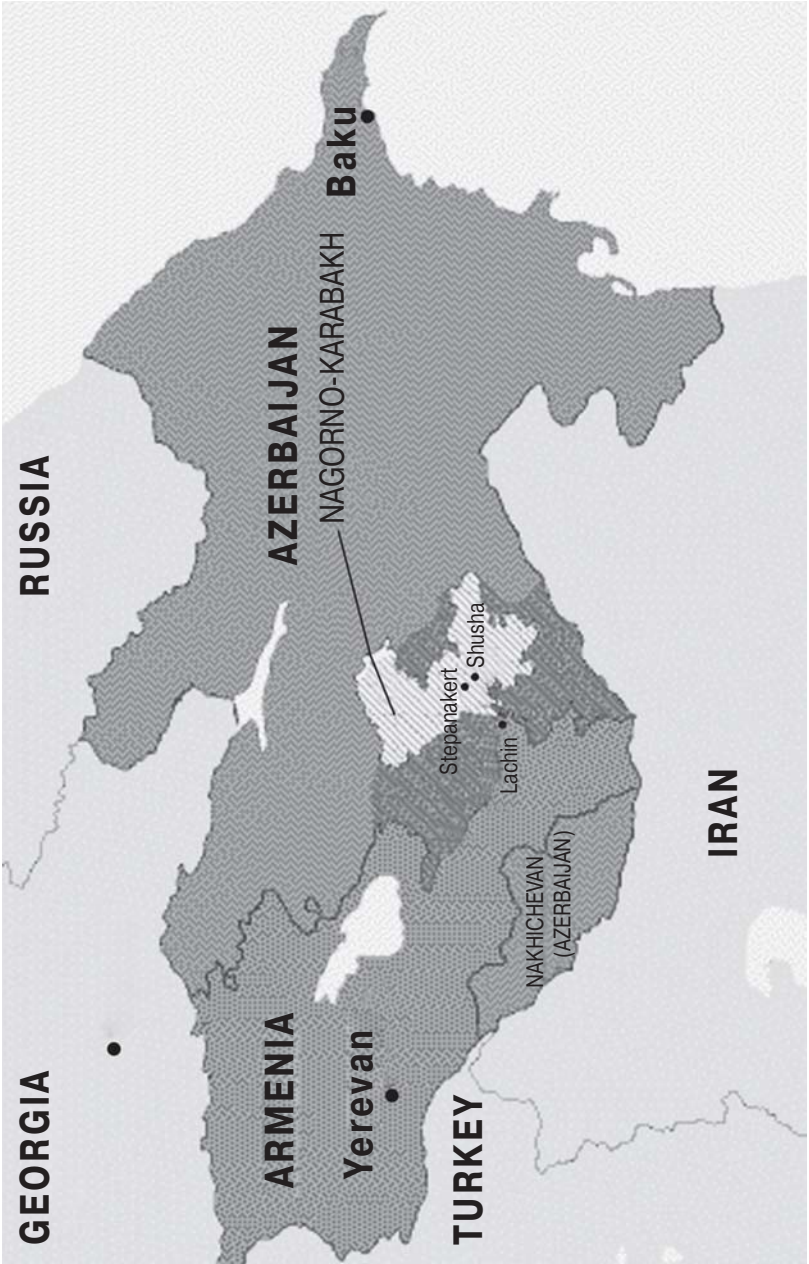 GEORGIA
RUSSIA
ARMENIA
Yerevan
AZERBAIJAN
NAGORNO-KARABAKH
Baku
TURKEY
Stepanakert
Shusha
Lachin
NAKHICHEVAN
(AZERBAIJAN)
IRAN